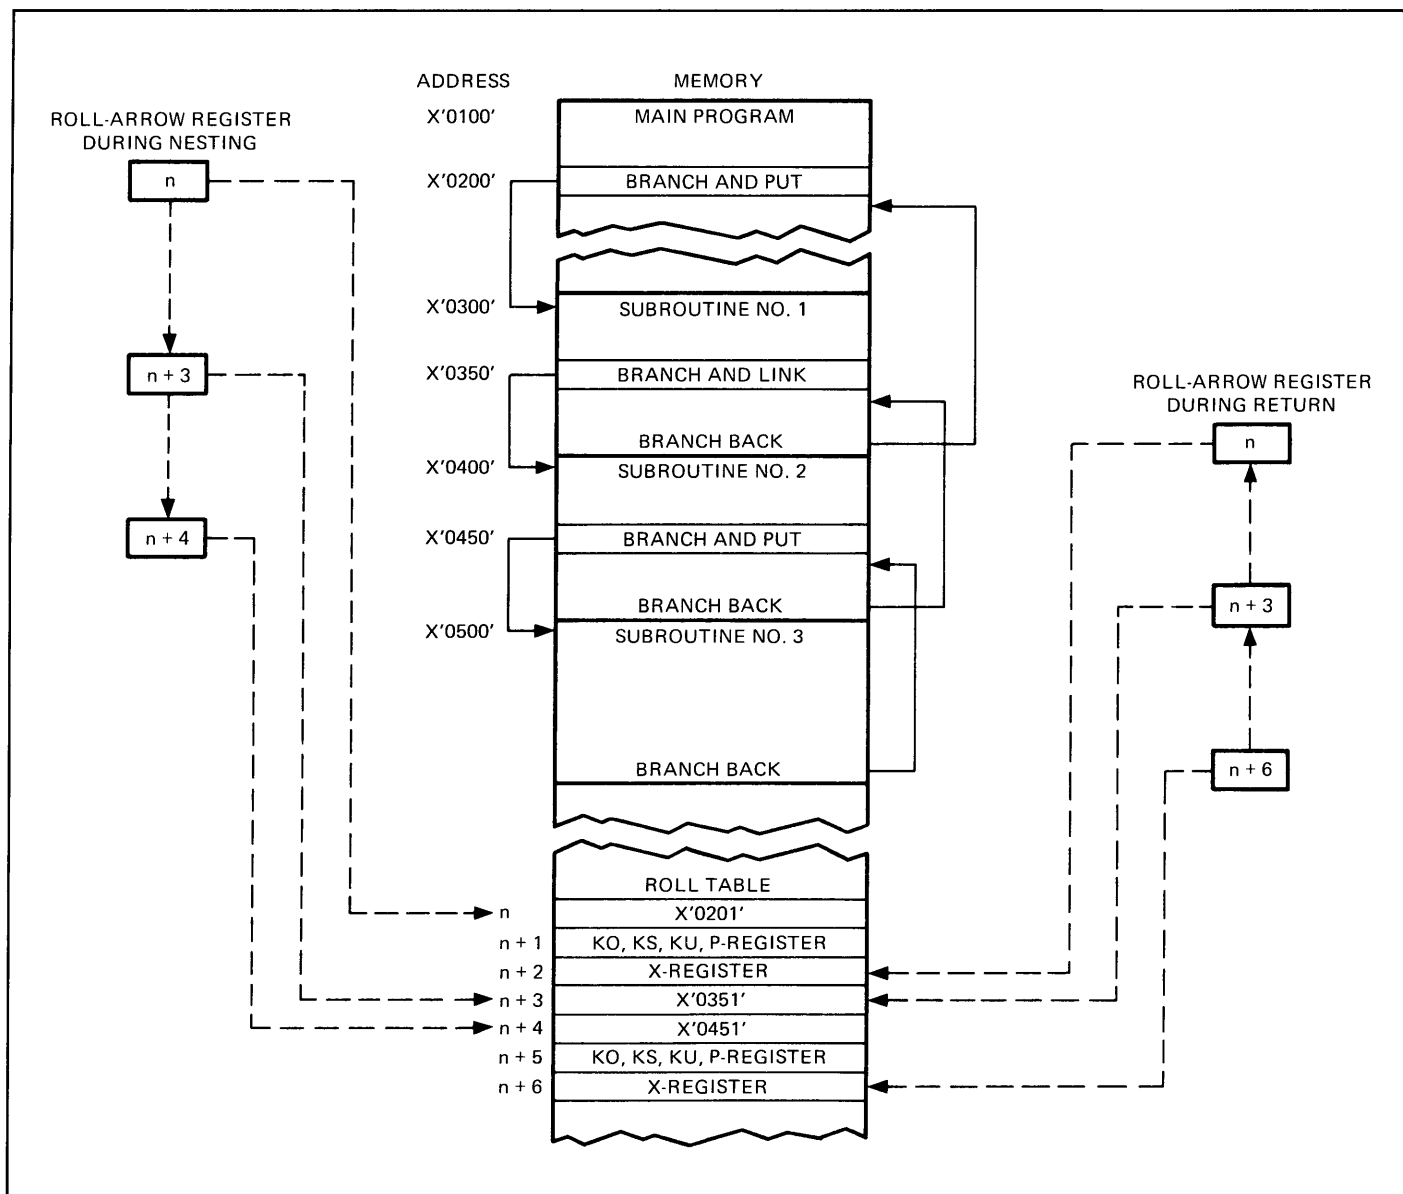 ADDRESS
MEMORY
ROLL-ARROW REGISTER
DURING NESTING
n
n + 3
n + 4
X'0100'
MAIN PROGRAM
X'0200'
BRANCH AND PUT
X'0300'
SUBROUTINE NO. 1
X'0350'
BRANCH AND LINK
BRANCH BACK
X'0400'
SUBROUTINE NO. 2
X'0450'
BRANCH AND PUT
BRANCH BACK
X'0500'
SUBROUTINE NO. 3
BRANCH BACK
ROLL-ARROW REGISTER
DURING RETURN
n
n + 3
n + 6
ROLL TABLE
n X'0201'
n + 1 KO, KS, KU, P-REGISTER
n + 2 X-REGISTER
n + 3 X'0351'
n + 4 X'0451'
n + 5 KO, KS, KU, P-REGISTER
n + 6 X-REGISTER